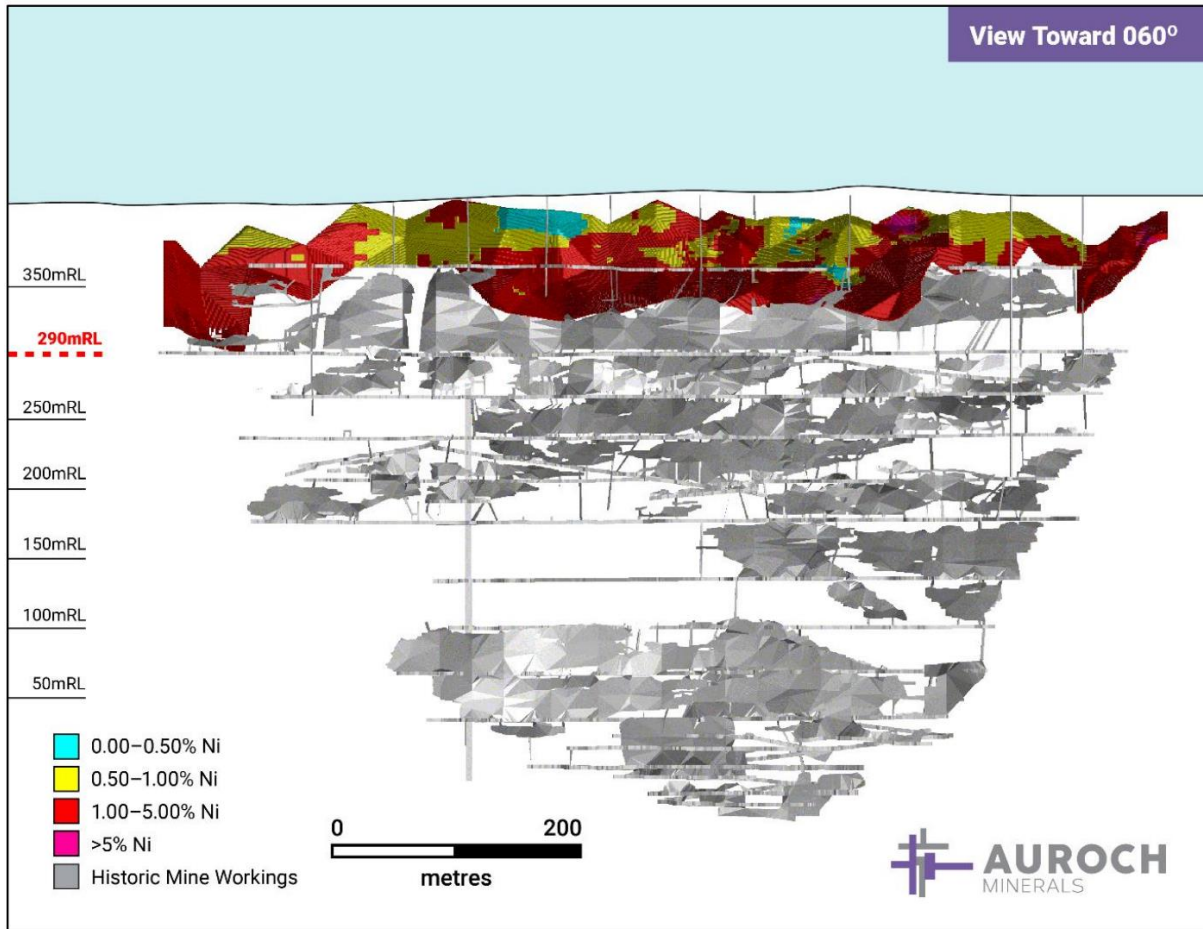 View Toward 060⁰
350mRL
290mRL
250mRL
200mRL
150mRL
100mRL
50mRL
0.00–0.50% Ni
0.50–1.00% Ni
1.00–5.00% Ni
>5% Ni
Historic Mine Workings
0 200
metres
AUROCH
MINERALS